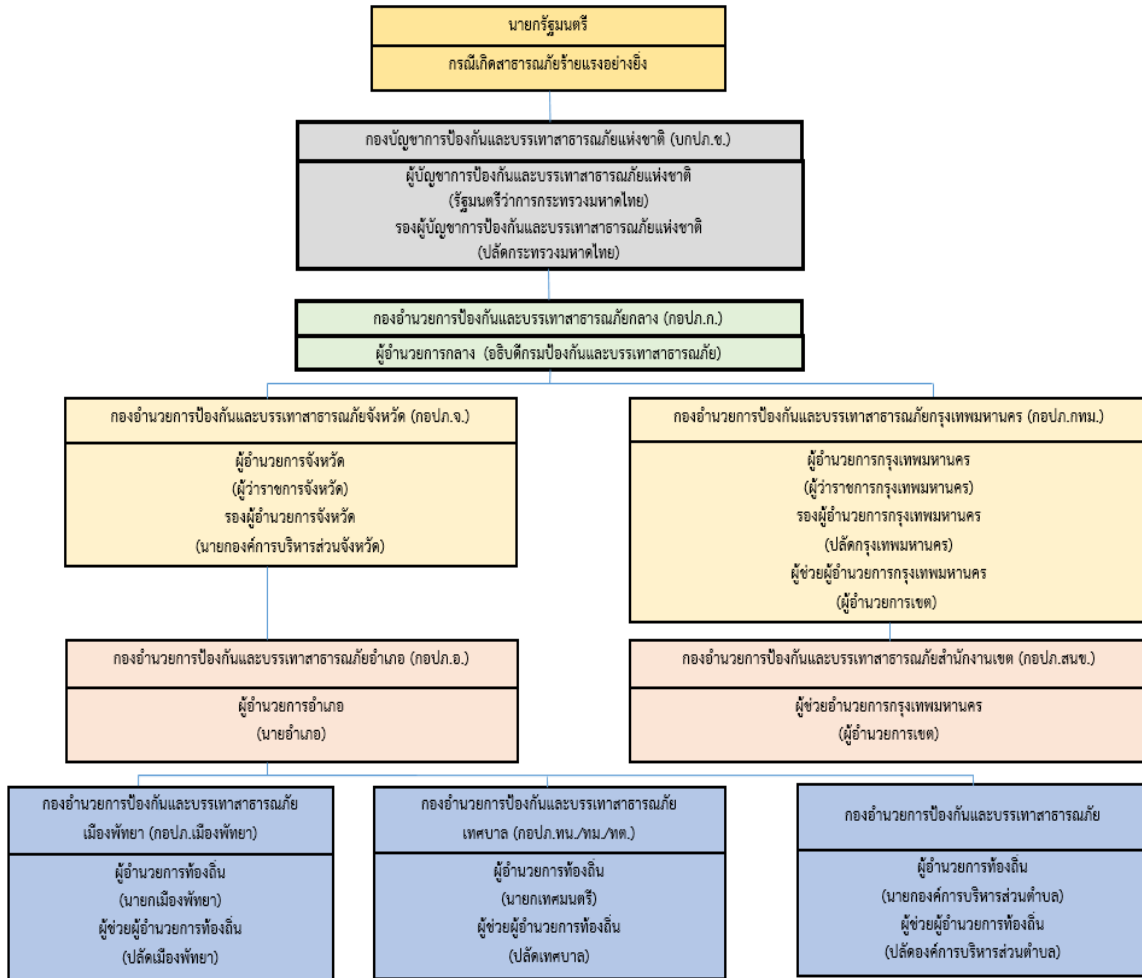 นายกรัฐมนตรี
กรณีเกิดสาธารณภัยร้ายแรงอย่างยิ่ง
กองบัญชาการป้องกันและบรรเทาสาธารณภัยแห่งชาติ (บกปภ.ช.)
ผู้บัญชาการป้องกันและบรรเทาสาธารณภัยแห่งชาติ
(รัฐมนตรีว่าการกระทรวงมหาดไทย)
รองผู้บัญชาการป้องกันและบรรเทาสาธารณภัยแห่งชาติ
(ปลัดกระทรวงมหาดไทย)
กองอำนวยการป้องกันและบรรเทาสาธารณภัยกลาง (กอปภ.ก.)
ผู้อำนวยการกลาง (อธิบดีกรมป้องกันและบรรเทาสาธารณภัย)
กองอำนวยการป้องกันและบรรเทาสาธารณภัยจังหวัด (กอปภ.จ.)
ผู้อำนวยการจังหวัด
(ผู้ว่าราชการจังหวัด)
รองผู้อำนวยการจังหวัด
(นายกองค์การบริหารส่วนจังหวัด)
กองอำนวยการป้องกันและบรรเทาสาธารณภัยกรุงเทพมหานคร (กอปภ.กทม.)
ผู้อำนวยการกรุงเทพมหานคร
(ผู้ว่าราชการกรุงเทพมหานคร)
รองผู้อำนวยการกรุงเทพมหานคร
(ปลัดกรุงเทพมหานคร)
ผู้ช่วยผู้อำนวยการกรุงเทพมหานคร
(ผู้อำนวยการเขต)
กองอำนวยการป้องกันและบรรเทาสาธารณภัยอำเภอ (กอปภ.อ.)
ผู้อำนวยการอำเภอ
(นายอำเภอ)
กองอำนวยการป้องกันและบรรเทาสาธารณภัยสำนักงานเขต (กอปภ.สนข.)
ผู้ช่วยอำนวยการกรุงเทพมหานคร
(ผู้อำนวยการเขต)
กองอำนวยการป้องกันและบรรเทาสาธารณภัย
เมืองพัทยา (กอปภ.เมืองพัทยา)
ผู้อำนวยการท้องถิ่น
(นายกเมืองพัทยา)
ผู้ช่วยผู้อำนวยการท้องถิ่น
(ปลัดเมืองพัทยา)
กองอำนวยการป้องกันและบรรเทาสาธารณภัย
เทศบาล (กอปภ.ทน./ทม./ทต.)
ผู้อำนวยการท้องถิ่น
(นายกเทศมนตรี)
ผู้ช่วยผู้อำนวยการท้องถิ่น
(ปลัดเทศบาล)
กองอำนวยการป้องกันและบรรเทาสาธารณภัย
ผู้อำนวยการท้องถิ่น
(นายกองค์การบริหารส่วนตำบล)
ผู้ช่วยผู้อำนวยการท้องถิ่น
(ปลัดองค์การบริหารส่วนตำบล)